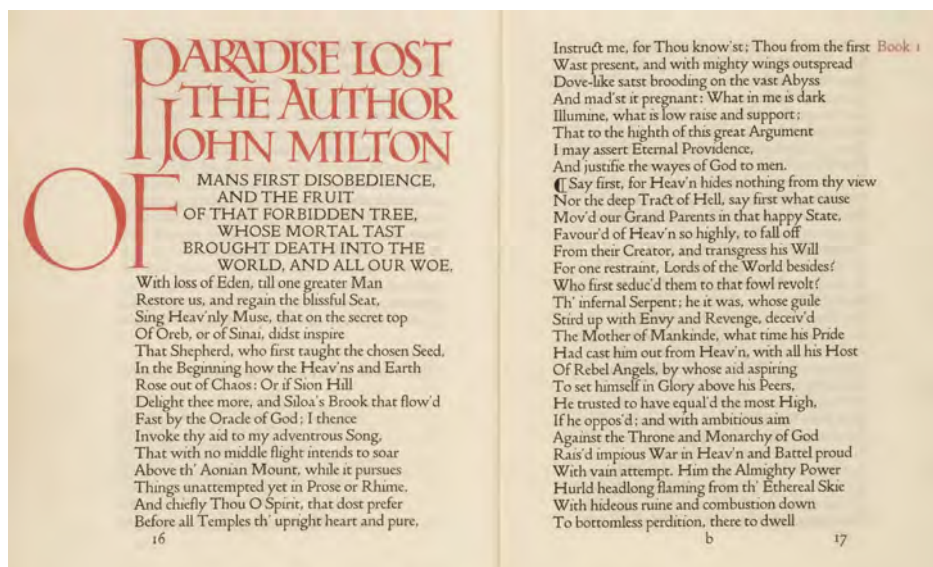 PARADISE LOST
THE AUTHOR
JOHN MILTON
OF MANS FIRST DISOBEDIENCE,
AND THE FRUIT
OF THAT FORBIDDEN TREE,
WHOSE MORTAL TAST
BROUGHT DEATH INTO THE
WORLD, AND ALL OUR WOE,
With loss of Eden, till one greater Man
Restore us, and regain the blissful Seat,
Sing Heav'nly Muse, that on the secret top
Of Oreb, or of Sinai, didst inspire
That Shepherd, who first taught the chosen Seed,
In the Beginning how the Heav'ns and Earth
Rose out of Chaos: Or if Sion Hill
Delight thee more, and Siloa's Brook that flow'd
Fast by the Oracle of God; I thence
Invoke thy aid to my adventrous Song,
That with no middle flight intends to soar
Above th' Aonian Mount, while it pursues
Things unattempted yet in Prose or Rhime.
And chiefly Thou O Spirit, that dost prefer
Before all Temples th' upright heart and pure,
16
Instruct me, for Thou know'st; Thou from the first Book 1
Wast present, and with mighty wings outspread
Dove-like satst brooding on the vast Abyss
And mad'st it pregnant: What in me is dark
Illumine, what is low raise and support;
That to the highth of this great Argument
I may assert Eternal Providence,
And justifie the wayes of God to men.
¶ Say first, for Heav'n hides nothing from thy view
Nor the deep Tract of Hell, say first what cause
Mov'd our Grand Parents in that happy State,
Favour'd of Heav'n so highly, to fall off
From their Creator, and transgress his Will
For one restraint, Lords of the World besides?
Who first seduc'd them to that fowl revolt?
Th' infernal Serpent; he it was, whose guile
Stird up with Envy and Revenge, deceiv'd
The Mother of Mankinde, what time his Pride
Had cast him out from Heav'n, with all his Host
Of Rebel Angels, by whose aid aspiring
To set himself in Glory above his Peers,
He trusted to have equal'd the most High,
If he oppos'd; and with ambitious aim
Against the Throne and Monarchy of God
Rais'd impious War in Heav'n and Battel proud
With vain attempt. Him the Almighty Power
Hurld headlong flaming from th' Ethereal Skie
With hideous ruine and combustion down
To bottomless perdition, there to dwell
b 17